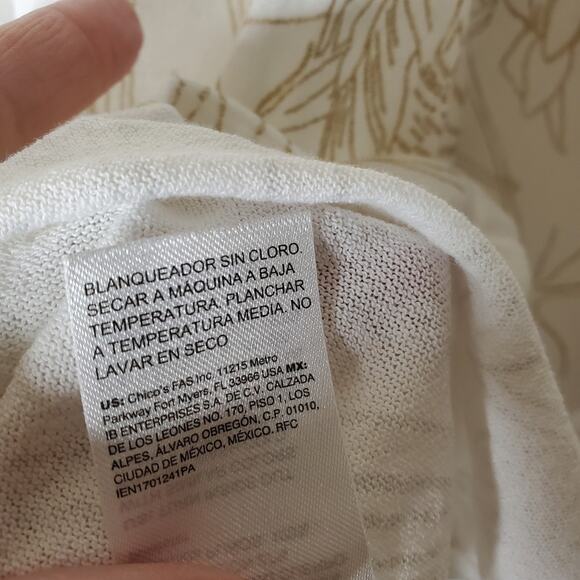 BLANQUEADOR SIN CLORO.
SECAR A MÁQUINA A BAJA
TEMPERATURA. PLANCHAR
A TEMPERATURA MEDIA. NO
LAVAR EN SECO
US: Chico's FAS Inc. 11215 Metro
Parkway Fort Myers, FL 33966 USA MX:
IB ENTERPRISES S.A. DE C.V. CALZADA
DE LOS LEONES NO. 170, PISO 1, LOS
ALPES, ÁLVARO OBREGÓN, C.P. 01010,
CIUDAD DE MÉXICO, MÉXICO. RFC
IEN1701241PA